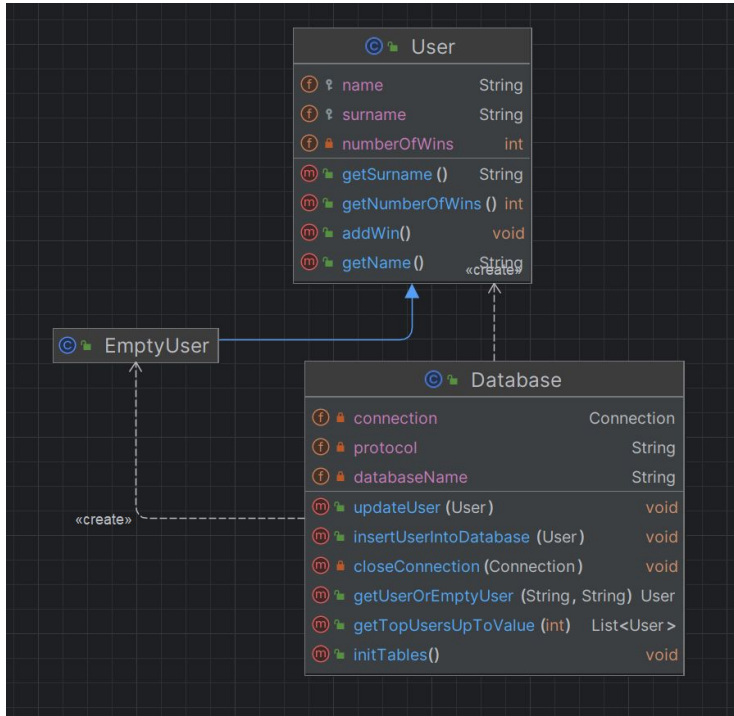 User
name String
surname String
numberOfWins int
getSurname () String
getNumberOfWins () int
addWin() void
getName () String
«create»
EmptyUser
Database
connection Connection
protocol String
databaseName String
updateUser (User) void
«create»
insertUserIntoDatabase (User) void
closeConnection (Connection) void
getUserOrEmptyUser (String, String) User
getTopUsersUpToValue (int) List<User>
initTables() void